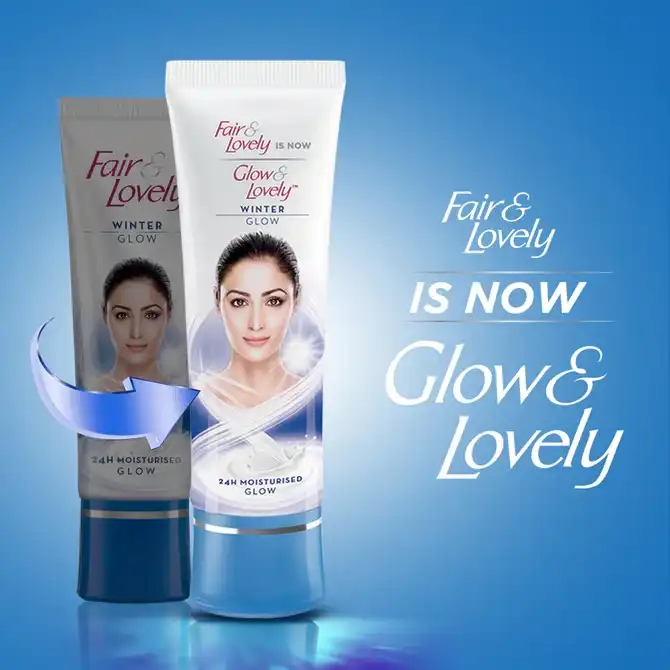 Fair &
Lovely
WINTER
GLOW
24H MOISTURISED
GLOW
Fair &
Lovely IS NOW
Glow &
Lovely™
WINTER
GLOW
24H MOISTURISED
GLOW
Fair &
Lovely
IS NOW
Glow &
Lovely